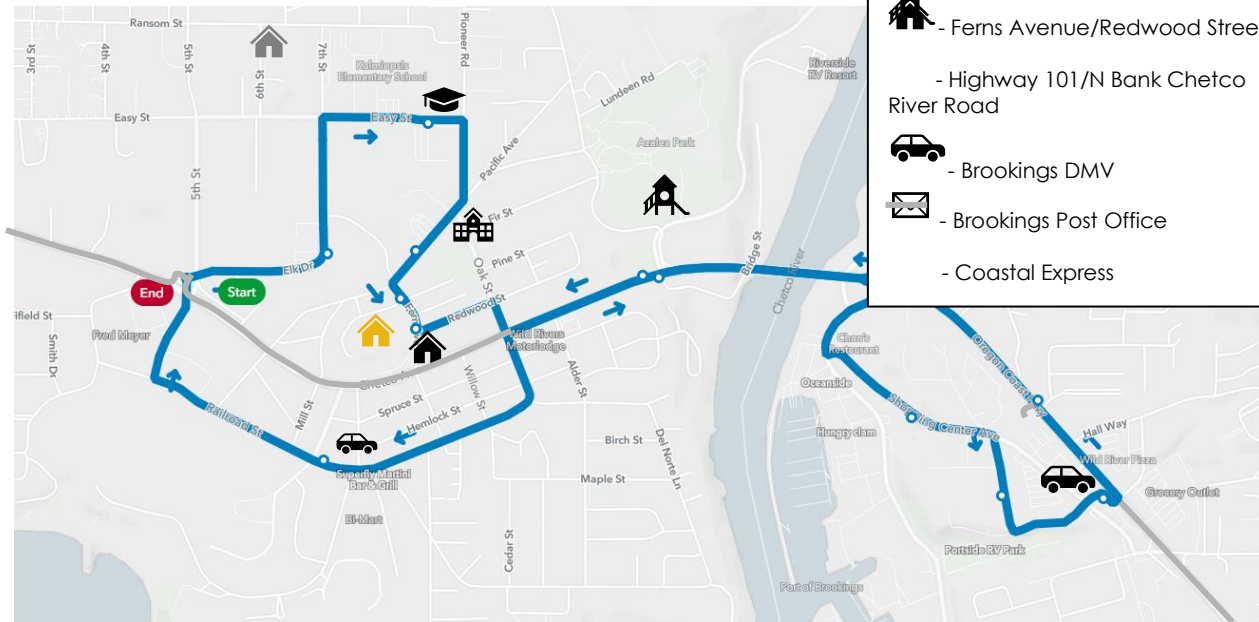 - Ferns Avenue/Redwood Stree
- Highway 101/N Bank Chetco
River Road
- Brookings DMV
- Brookings Post Office
- Coastal Express
Ransom St
3rd St
4th St
5th St
6th St
7th St
Pioneer Rd
Kalmiopsis
Elementary School
Riverside
RV Resort
Lundeen Rd
Easy St
Easy St
Azalea Park
Pacific Ave
5th St
Fir St
Pine St
Oak St
Bridge St
Chetco River
Elk Dr
End
Start
Redwood St
ifield St
Fred Meyer
Smith Dr
Wild Rivers
Motorlodge
Chan's
Restaurant
Oregon Coast Hwy
Oceanside
Alder St
Willow St
Spruce St
Mill St
Hemlock St
Railroad St
Shopping Center Ave
Hungry clam
Hall Way
Birch St
Del Norte Ln
Wild River Pizza
Superfly Martini
Bar & Grill
Maple St
Grocery Outlet
Bi-Mart
Cedar St
Portside RV Park
Port of Brookings